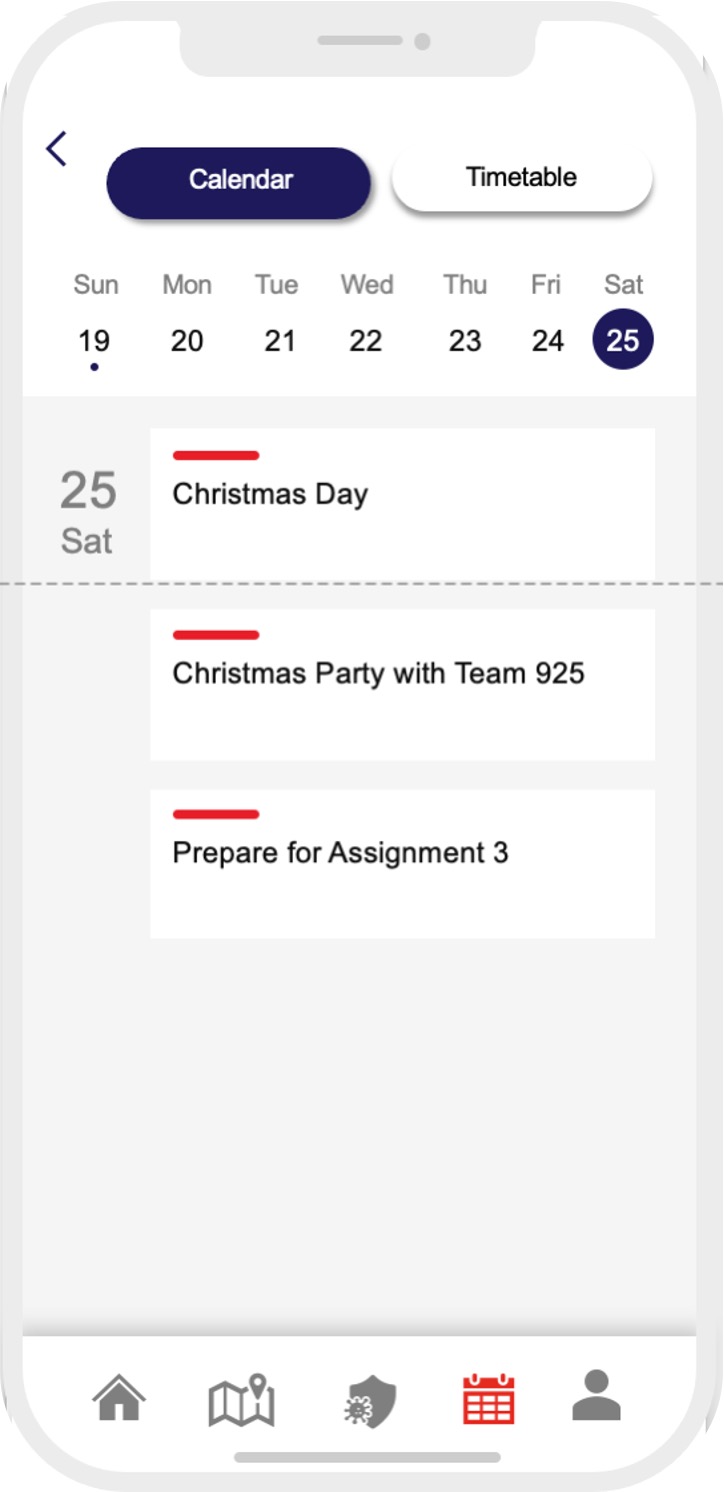 Calendar Timetable
Sun Mon Tue Wed Thu Fri Sat
19 20 21 22 23 24 25
25
Sat
Christmas Day
Christmas Party with Team 925
Prepare for Assignment 3